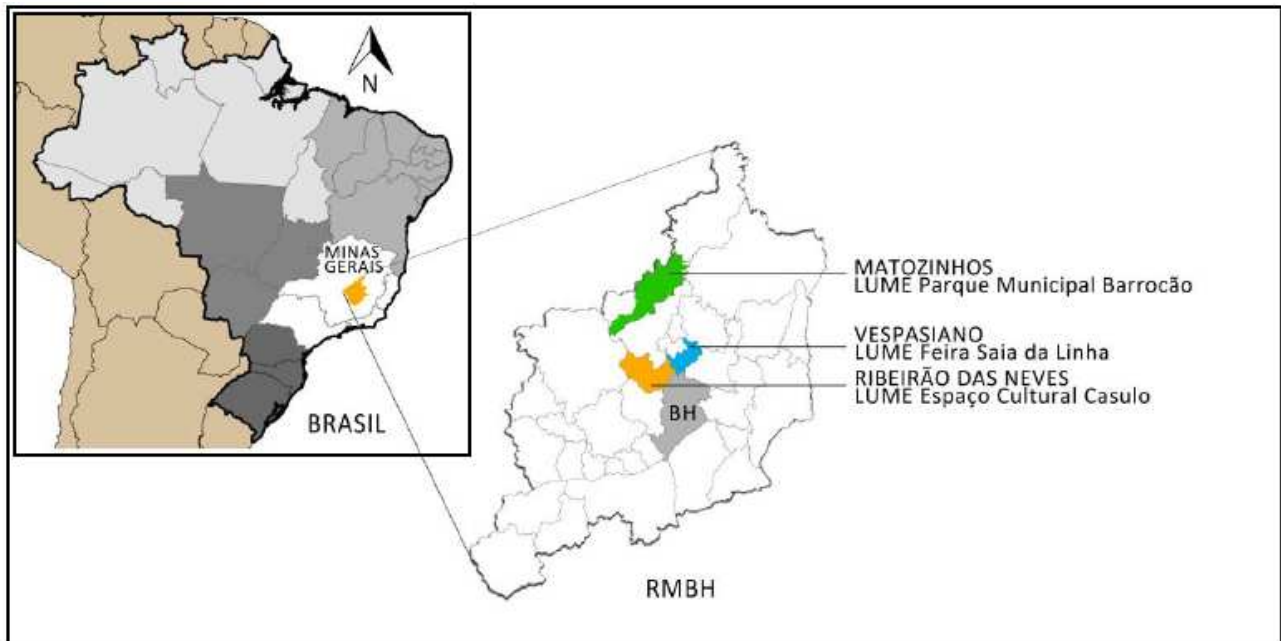 N
MINAS
GERAIS
BRASIL
MATOZINHOS
LUME Parque Municipal Barrocão
VESPASIANO
LUME Feira Saia da Linha
RIBEIRÃO DAS NEVES
LUME Espaço Cultural Casulo
BH
RMBH